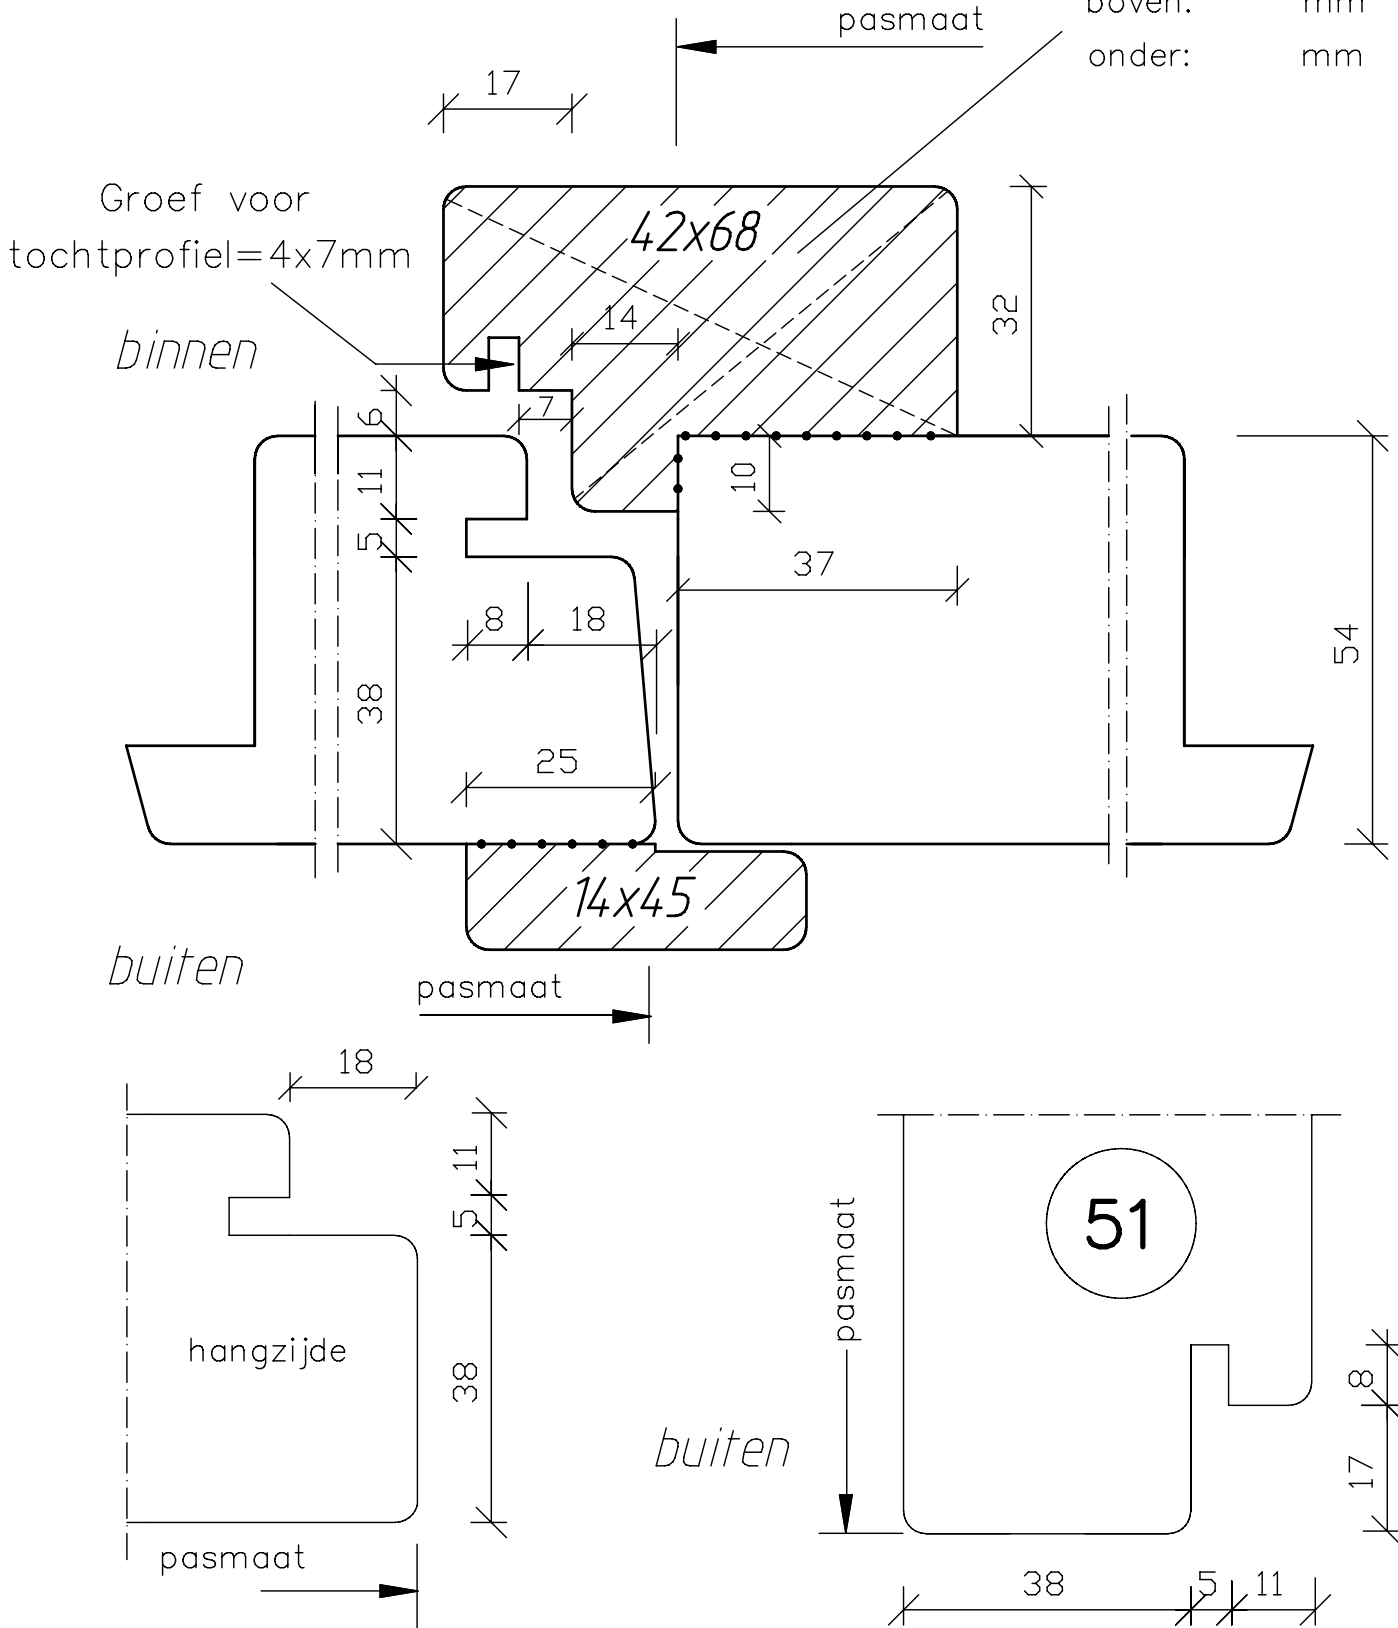 boven: mm
pasmaat
onder: mm
17
Groef voor
tochtprofiel=4x7mm
42x68
binnen
14
32
7
6
11
5
10
37
8
18
54
38
25
14x45
buiten
pasmaat
18
11
5
51
pasmaat
hangzijde
38
8
buiten
17
pasmaat
38
5
11